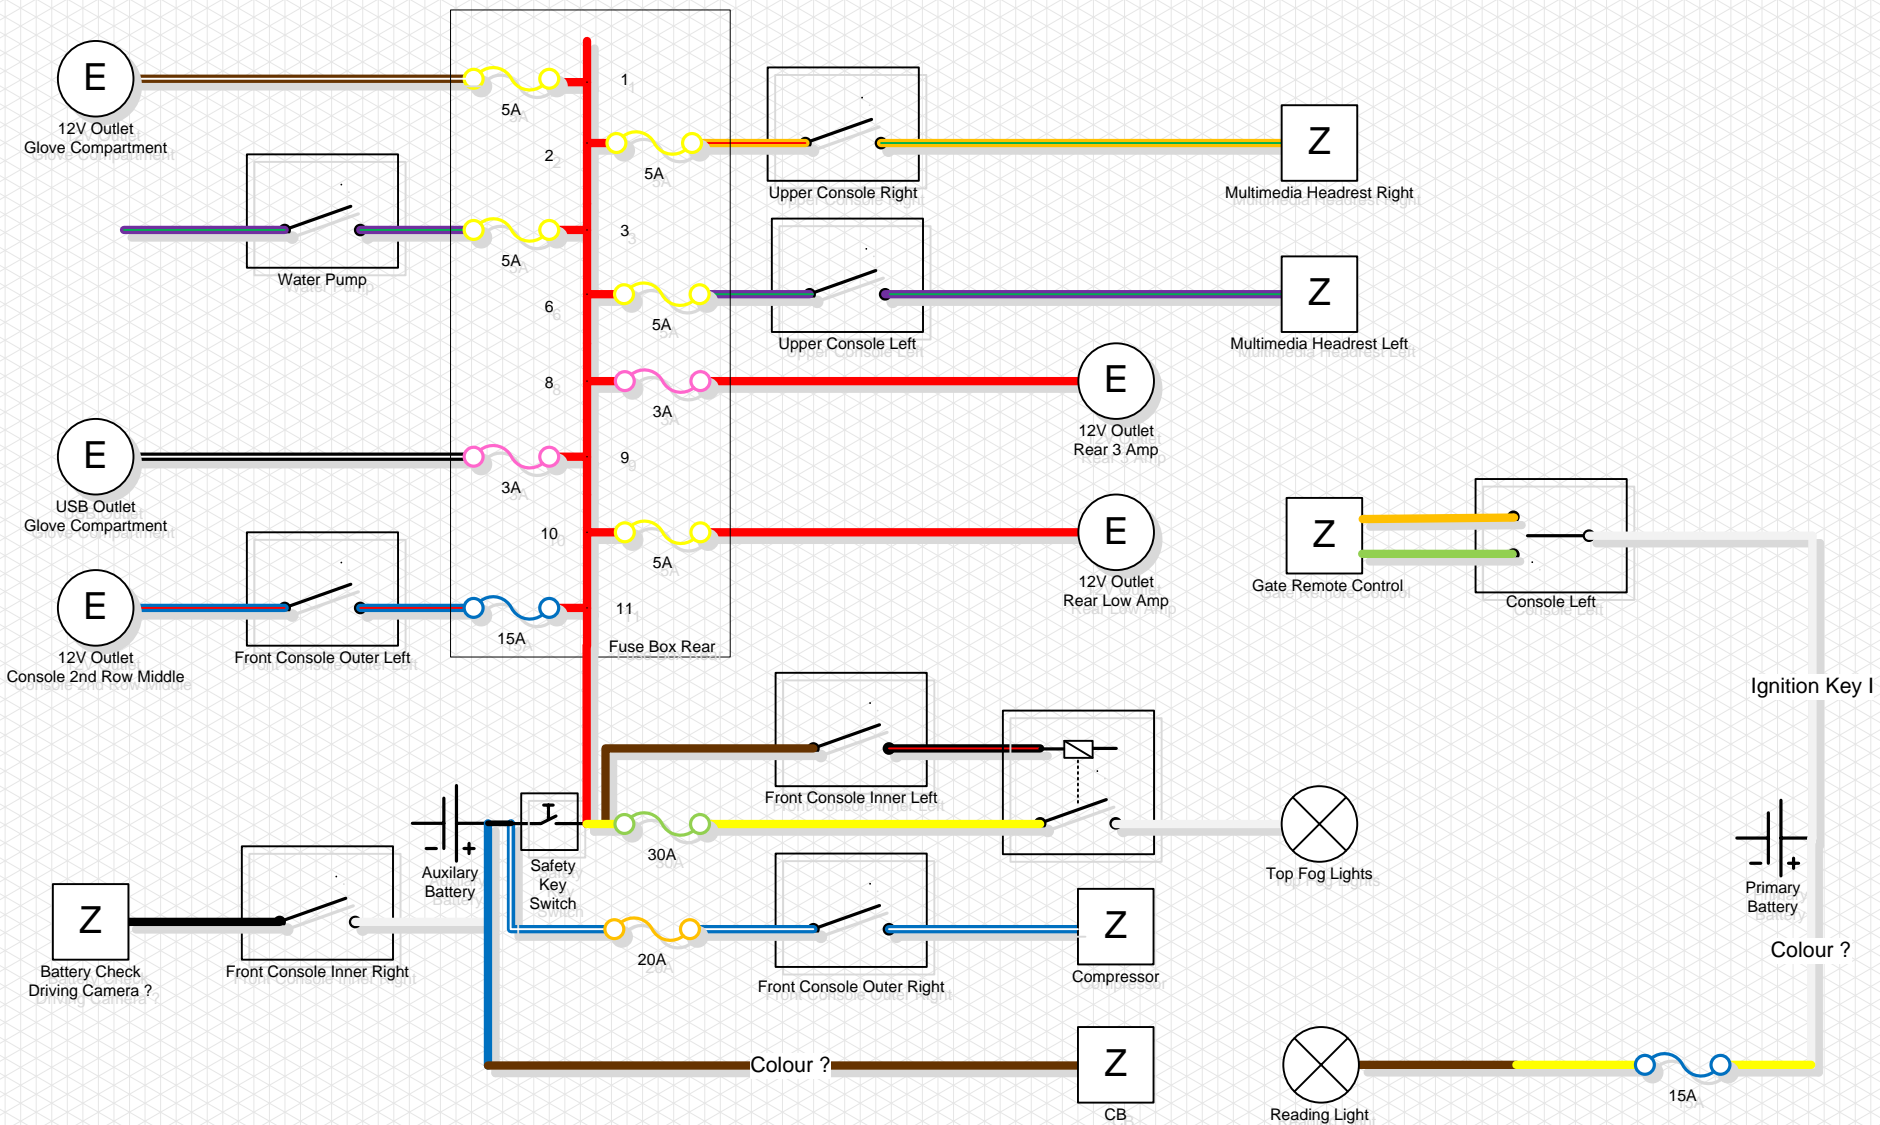 E
12V Outlet
Glove Compartment
5A
1
2
5A
Upper Console Right
Z
Multimedia Headrest Right
Water Pump
5A
3
6
5A
Upper Console Left
Z
Multimedia Headrest Left
8
3A
E
12V Outlet
Rear 3 Amp
E
USB Outlet
Glove Compartment
3A
9
10
5A
E
12V Outlet
Rear Low Amp
Z
Gate Remote Control
Console Left
E
12V Outlet
Console 2nd Row Middle
Front Console Outer Left
15A
11
Fuse Box Rear
Ignition Key I
Front Console Inner Left
- +
Auxilary
Battery
Safety
Key
Switch
30A
Top Fog Lights
- +
Primary
Battery
Z
Battery Check
Driving Camera ?
Front Console Inner Right
20A
Front Console Outer Right
Z
Compressor
Colour ?
Colour ?
Z
CB
Reading Light
15A